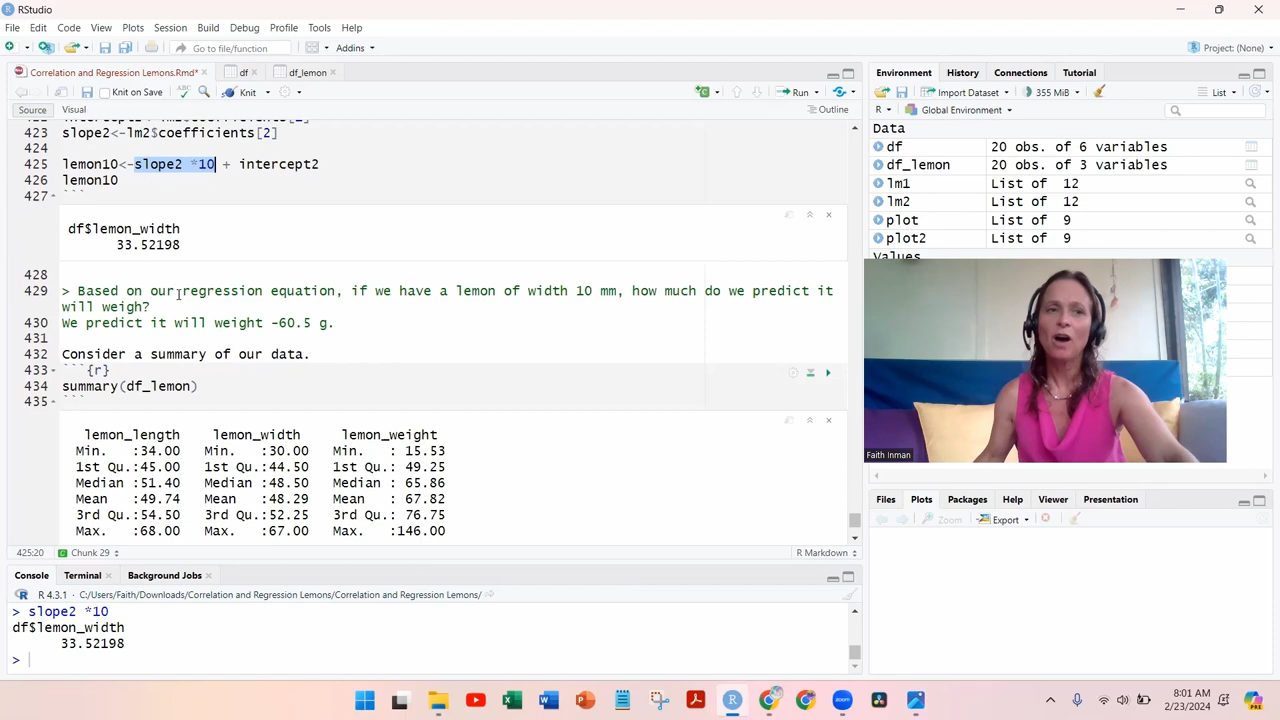 RStudio
File Edit Code View Plots Session Build Debug Profile Tools Help
Go to file/function Addins Project: (None)
Correlation and Regression Lemons.Rmd* df df_lemon
Knit on Save Knit Run
Source Visual Outline
423 slope2<-lm2$coefficients[2]
424
425 lemon10<-slope2 *10 + intercept2
426 lemon10
427 ```
df$lemon_width
33.52198
428
429 > Based on our regression equation, if we have a lemon of width 10 mm, how much do we predict it
will weigh?
430 We predict it will weight -60.5 g.
431
432 Consider a summary of our data.
433 ```{r}
434 summary(df_lemon)
435 ```
lemon_length lemon_width lemon_weight
Min. :34.00 Min. :30.00 Min. : 15.53
1st Qu.:45.00 1st Qu.:44.50 1st Qu.: 49.25
Median :51.40 Median :48.50 Median : 65.86
Mean :49.74 Mean :48.29 Mean : 67.82
3rd Qu.:54.50 3rd Qu.:52.25 3rd Qu.: 76.75
Max. :68.00 Max. :67.00 Max. :146.00
425:20 Chunk 29 R Markdown
Console Terminal Background Jobs
R 4.3.1 · C:/Users/Faith/Downloads/Correlation and Regression Lemons/Correlation and Regression Lemons/
> slope2 *10
df$lemon_width
33.52198
>
Environment History Connections Tutorial
Import Dataset 355 MiB List
R Global Environment
Data
df 20 obs. of 6 variables
df_lemon 20 obs. of 3 variables
lm1 List of 12
lm2 List of 12
plot List of 9
plot2 List of 9
Values
Faith Inman
Files Plots Packages Help Viewer Presentation
Zoom Export
zoom
8:01 AM
2/23/2024